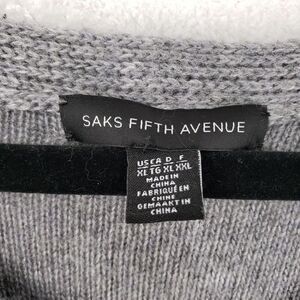 SAKS FIFTH AVENUE
US CA D F
XL TG XL XXL
MADE IN
CHINA
FABRIQUÉ EN
CHINE
GEMAAKT IN
CHINA